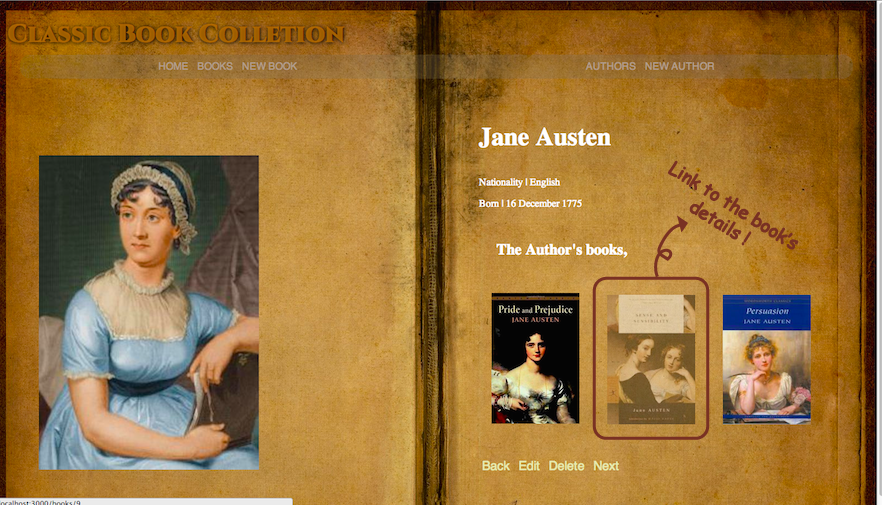 Classic Book Colletion
HOME BOOKS NEW BOOK
AUTHORS NEW AUTHOR
Jane Austen
Nationality | English
Born | 16 December 1775
Link to the book's
details !
The Author's books,
Pride and Prejudice
JANE AUSTEN
SENSE AND
SENSIBILITY
Jane AUSTEN
Persuasion
JANE AUSTEN
Back Edit Delete Next
localhost:3000/books/9